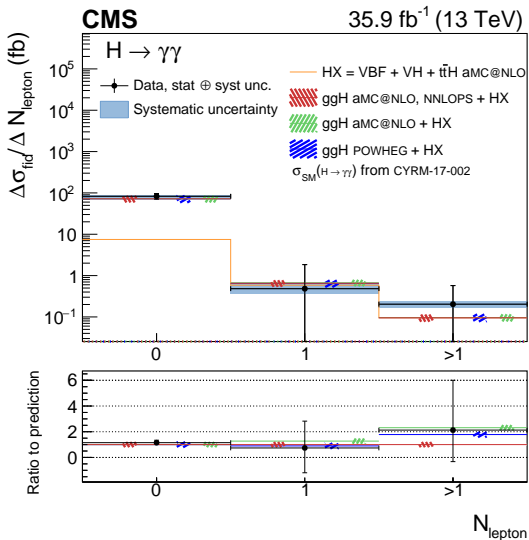 CMS 35.9 fb⁻¹ (13 TeV)
H → γγ
Data, stat ⊕ syst unc.
Systematic uncertainty
HX = VBF + VH + tt̄H aMC@NLO
ggH aMC@NLO, NNLOPS + HX
ggH aMC@NLO + HX
ggH POWHEG + HX
σ_SM(H→γγ) from CYRM-17-002
Δσ_fid/Δ N_lepton (fb)
10⁵
10⁴
10³
10²
10
1
10⁻¹
0 1 >1
Ratio to prediction
6
4
2
0
0 1 >1
N_lepton